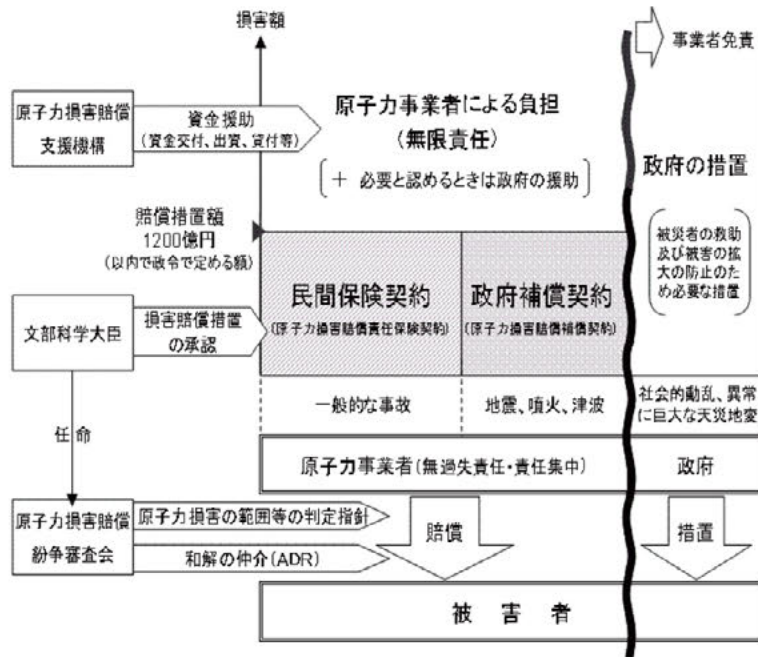 損害額
事業者免責
原子力損害賠償
支援機構
資金援助
(資金交付、出資、貸付等)
原子力事業者による負担
(無限責任)
＋ 必要と認めるときは政府の援助
政府の措置
賠償措置額
1200億円
(以内で政令で定める額)
被災者の救助
及び被害の拡
大の防止のた
め必要な措置
民間保険契約
(原子力損害賠償責任保険契約)
政府補償契約
(原子力損害賠償補償契約)
文部科学大臣
損害賠償措置
の承認
一般的な事故
地震、噴火、津波
社会的動乱、異常
に巨大な天災地変
任命
原子力事業者(無過失責任・責任集中)
政府
原子力損害賠償
紛争審査会
原子力損害の範囲等の判定指針
和解の仲介(ADR)
賠償
措置
被害者